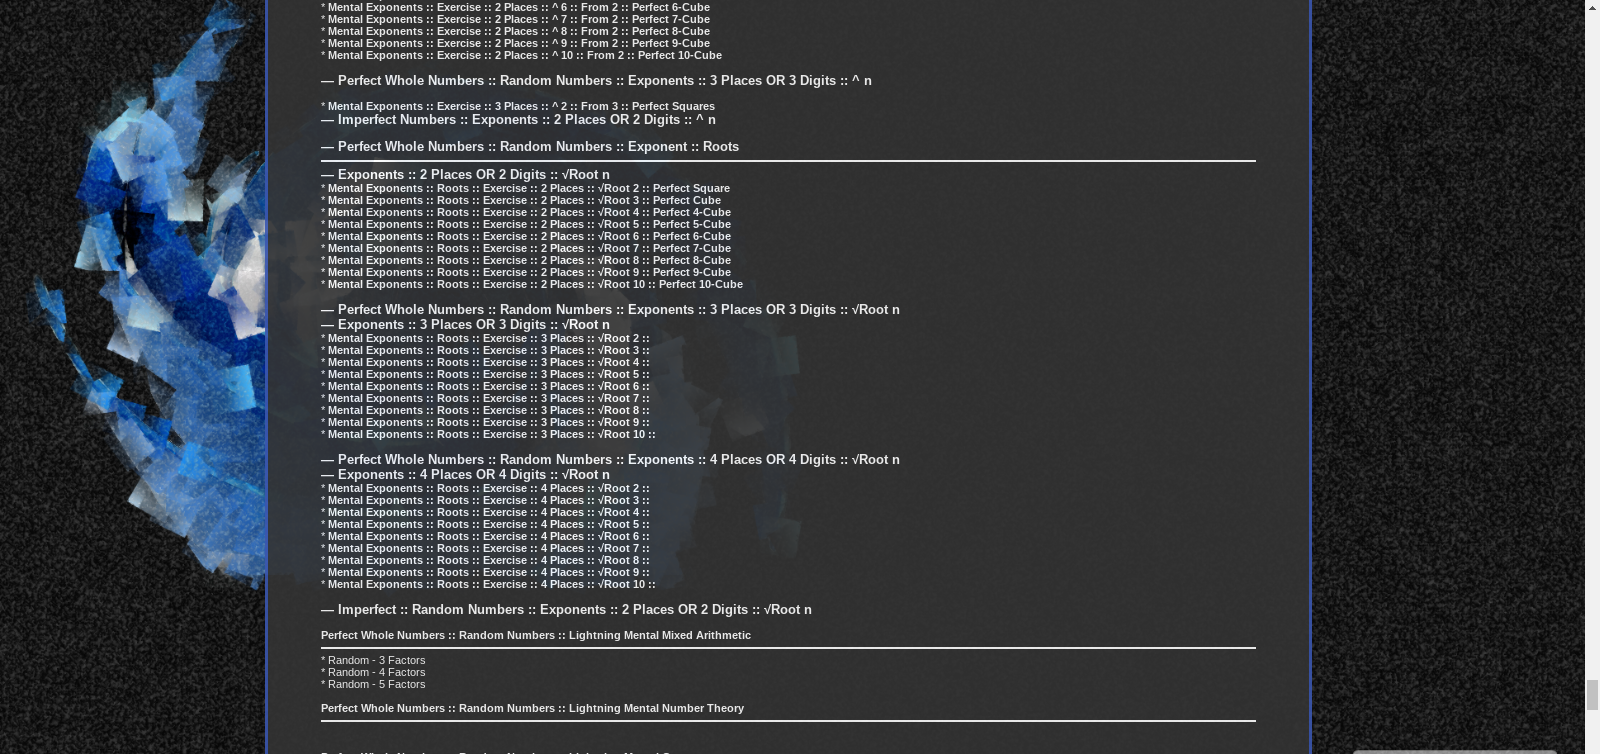 * Mental Exponents :: Exercise :: 2 Places :: ^ 6 :: From 2 :: Perfect 6-Cube
* Mental Exponents :: Exercise :: 2 Places :: ^ 7 :: From 2 :: Perfect 7-Cube
* Mental Exponents :: Exercise :: 2 Places :: ^ 8 :: From 2 :: Perfect 8-Cube
* Mental Exponents :: Exercise :: 2 Places :: ^ 9 :: From 2 :: Perfect 9-Cube
* Mental Exponents :: Exercise :: 2 Places :: ^ 10 :: From 2 :: Perfect 10-Cube
— Perfect Whole Numbers :: Random Numbers :: Exponents :: 3 Places OR 3 Digits :: ^ n
* Mental Exponents :: Exercise :: 3 Places :: ^ 2 :: From 3 :: Perfect Squares
— Imperfect Numbers :: Exponents :: 2 Places OR 2 Digits :: ^ n
— Perfect Whole Numbers :: Random Numbers :: Exponent :: Roots
— Exponents :: 2 Places OR 2 Digits :: √Root n
* Mental Exponents :: Roots :: Exercise :: 2 Places :: √Root 2 :: Perfect Square
* Mental Exponents :: Roots :: Exercise :: 2 Places :: √Root 3 :: Perfect Cube
* Mental Exponents :: Roots :: Exercise :: 2 Places :: √Root 4 :: Perfect 4-Cube
* Mental Exponents :: Roots :: Exercise :: 2 Places :: √Root 5 :: Perfect 5-Cube
* Mental Exponents :: Roots :: Exercise :: 2 Places :: √Root 6 :: Perfect 6-Cube
* Mental Exponents :: Roots :: Exercise :: 2 Places :: √Root 7 :: Perfect 7-Cube
* Mental Exponents :: Roots :: Exercise :: 2 Places :: √Root 8 :: Perfect 8-Cube
* Mental Exponents :: Roots :: Exercise :: 2 Places :: √Root 9 :: Perfect 9-Cube
* Mental Exponents :: Roots :: Exercise :: 2 Places :: √Root 10 :: Perfect 10-Cube
— Perfect Whole Numbers :: Random Numbers :: Exponents :: 3 Places OR 3 Digits :: √Root n
— Exponents :: 3 Places OR 3 Digits :: √Root n
* Mental Exponents :: Roots :: Exercise :: 3 Places :: √Root 2 ::
* Mental Exponents :: Roots :: Exercise :: 3 Places :: √Root 3 ::
* Mental Exponents :: Roots :: Exercise :: 3 Places :: √Root 4 ::
* Mental Exponents :: Roots :: Exercise :: 3 Places :: √Root 5 ::
* Mental Exponents :: Roots :: Exercise :: 3 Places :: √Root 6 ::
* Mental Exponents :: Roots :: Exercise :: 3 Places :: √Root 7 ::
* Mental Exponents :: Roots :: Exercise :: 3 Places :: √Root 8 ::
* Mental Exponents :: Roots :: Exercise :: 3 Places :: √Root 9 ::
* Mental Exponents :: Roots :: Exercise :: 3 Places :: √Root 10 ::
— Perfect Whole Numbers :: Random Numbers :: Exponents :: 4 Places OR 4 Digits :: √Root n
— Exponents :: 4 Places OR 4 Digits :: √Root n
* Mental Exponents :: Roots :: Exercise :: 4 Places :: √Root 2 ::
* Mental Exponents :: Roots :: Exercise :: 4 Places :: √Root 3 ::
* Mental Exponents :: Roots :: Exercise :: 4 Places :: √Root 4 ::
* Mental Exponents :: Roots :: Exercise :: 4 Places :: √Root 5 ::
* Mental Exponents :: Roots :: Exercise :: 4 Places :: √Root 6 ::
* Mental Exponents :: Roots :: Exercise :: 4 Places :: √Root 7 ::
* Mental Exponents :: Roots :: Exercise :: 4 Places :: √Root 8 ::
* Mental Exponents :: Roots :: Exercise :: 4 Places :: √Root 9 ::
* Mental Exponents :: Roots :: Exercise :: 4 Places :: √Root 10 ::
— Imperfect :: Random Numbers :: Exponents :: 2 Places OR 2 Digits :: √Root n
Perfect Whole Numbers :: Random Numbers :: Lightning Mental Mixed Arithmetic
* Random - 3 Factors
* Random - 4 Factors
* Random - 5 Factors
Perfect Whole Numbers :: Random Numbers :: Lightning Mental Number Theory